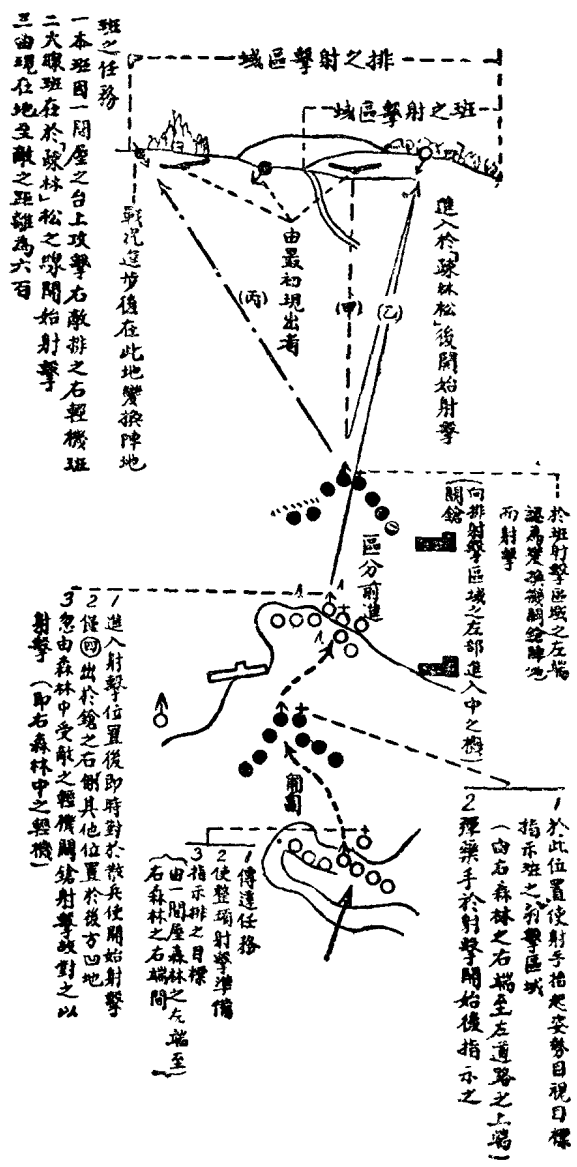 排之射擊區域
班之射擊區域
班之任務
一本班因一間屋之台上攻擊右敵排之右輕機班
二火線班在於「疎林」松之線開始射擊
三由現在地至敵之距離為六百
戰況進步後在此地變換陣地
由最初現出者
進入於「疎林松」後開始射擊
(丙)
(甲)
(乙)
於班射擊區域之左端
認為變換機關鎗陣地
而射擊
(向排射擊區域之左部進入中之機
關鎗)
區分前進
1 進入射擊位置後即時對於散兵使開始射擊
2 僅㊃出於鎗之右側其他位置於後方凹地
3 忽由森林中受敵之輕機關鎗射擊故對之以
射擊(即右森林中之輕機)
匍匐
1 於此位置使射手抬起姿勢目視目標
指示班之射擊區域
(由右森林之右端至左道路之上端)
2 彈藥手於射擊開始後指示之
1 傳達任務
2 使整頓射擊準備
3 指示排之目標
(由一間屋森林之左端至
右森林之右端間)